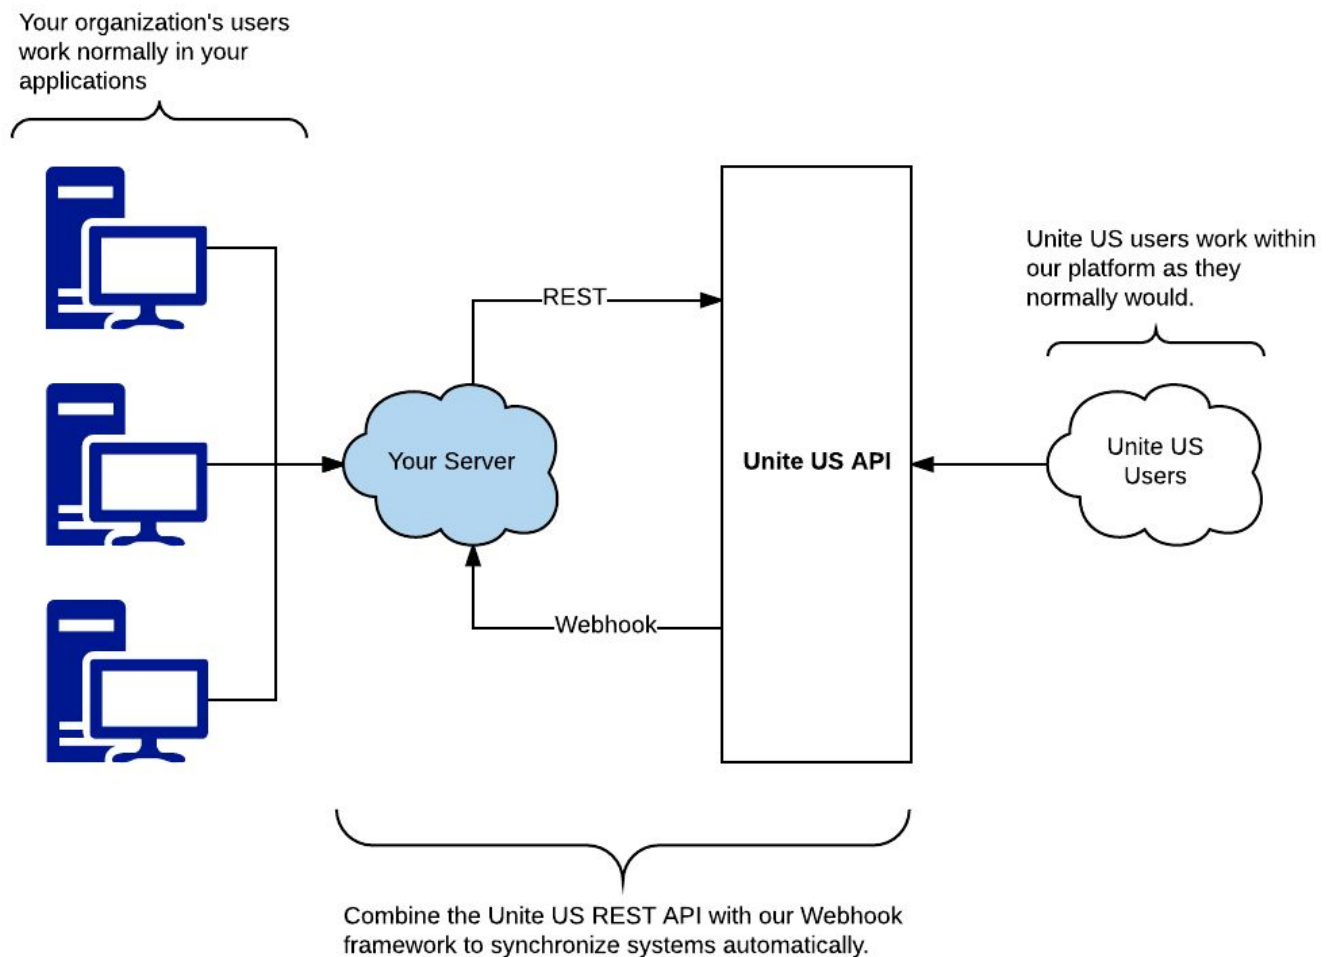 Your organization's users
work normally in your
applications
Unite US users work within
our platform as they
normally would.
REST
Your Server
Unite US API
Unite US
Users
Webhook
Combine the Unite US REST API with our Webhook
framework to synchronize systems automatically.